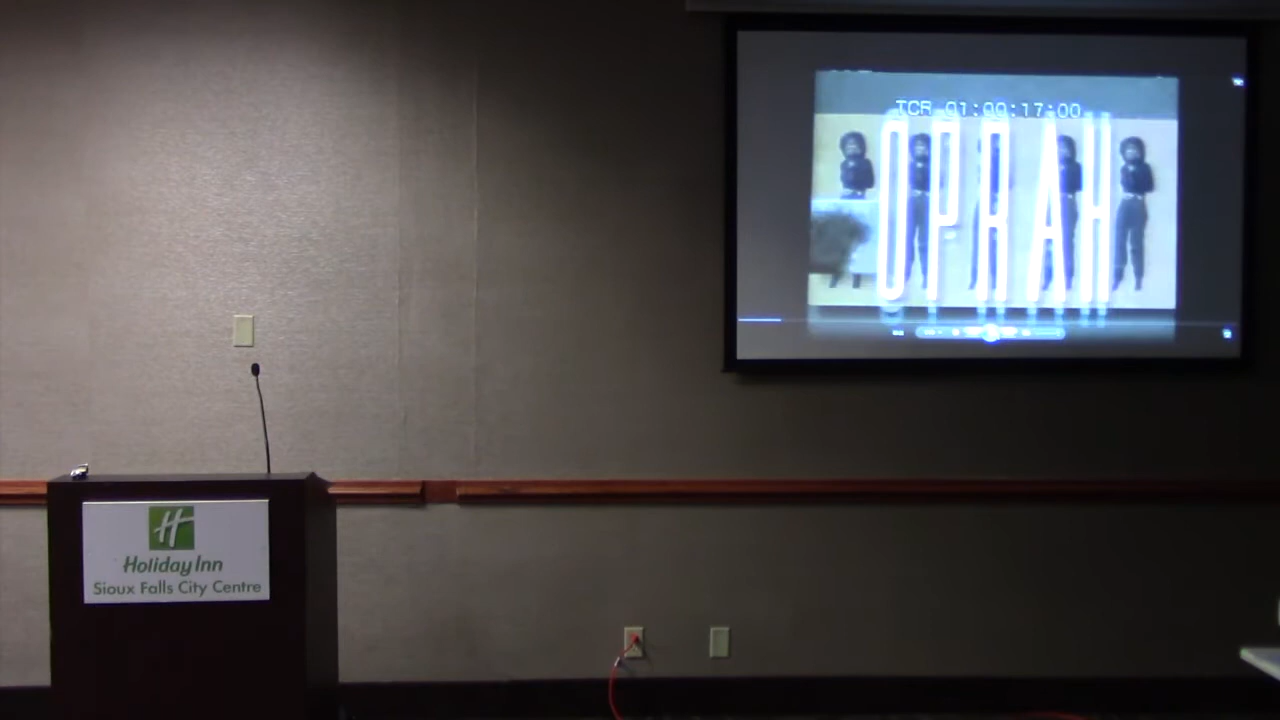 TCR 01:00:17:00
OPRAH
H
Holiday Inn
Sioux Falls City Centre